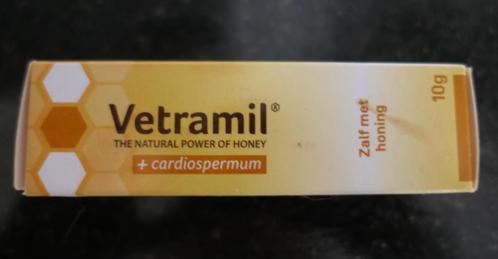 Vetramil®
THE NATURAL POWER OF HONEY
+ cardiospermum
Zalf met
honing
10g